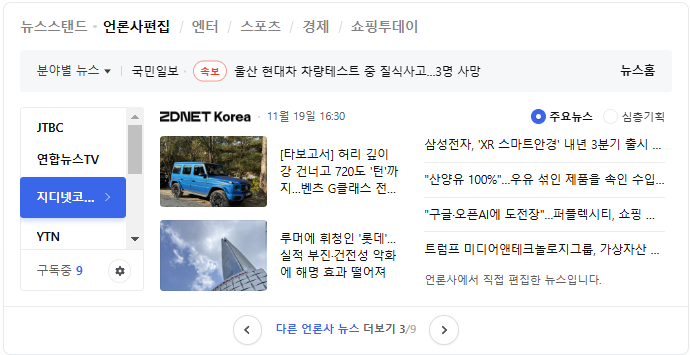 뉴스스탠드 · 언론사편집 / 엔터 / 스포츠 / 경제 / 쇼핑투데이
분야별 뉴스 국민일보 · 속보 울산 현대차 차량테스트 중 질식사고...3명 사망 뉴스홈
JTBC
연합뉴스TV
지디넷코...
YTN
구독중 9
ZDNET Korea · 11월 19일 16:30
주요뉴스 심층기획
[타보고서] 허리 깊이
강 건너고 720도 '턴'까
지...벤츠 G클래스 전...
루머에 휘청인 '롯데'...
실적 부진·건전성 악화
에 해명 효과 떨어져
삼성전자, 'XR 스마트안경' 내년 3분기 출시 ...
"산양유 100%"...우유 섞인 제품을 속인 수입...
"구글·오픈AI에 도전장"...퍼플렉시티, 쇼핑 ...
트럼프 미디어앤테크놀로지그룹, 가상자산 ...
언론사에서 직접 편집한 뉴스입니다.
다른 언론사 뉴스 더보기 3/9